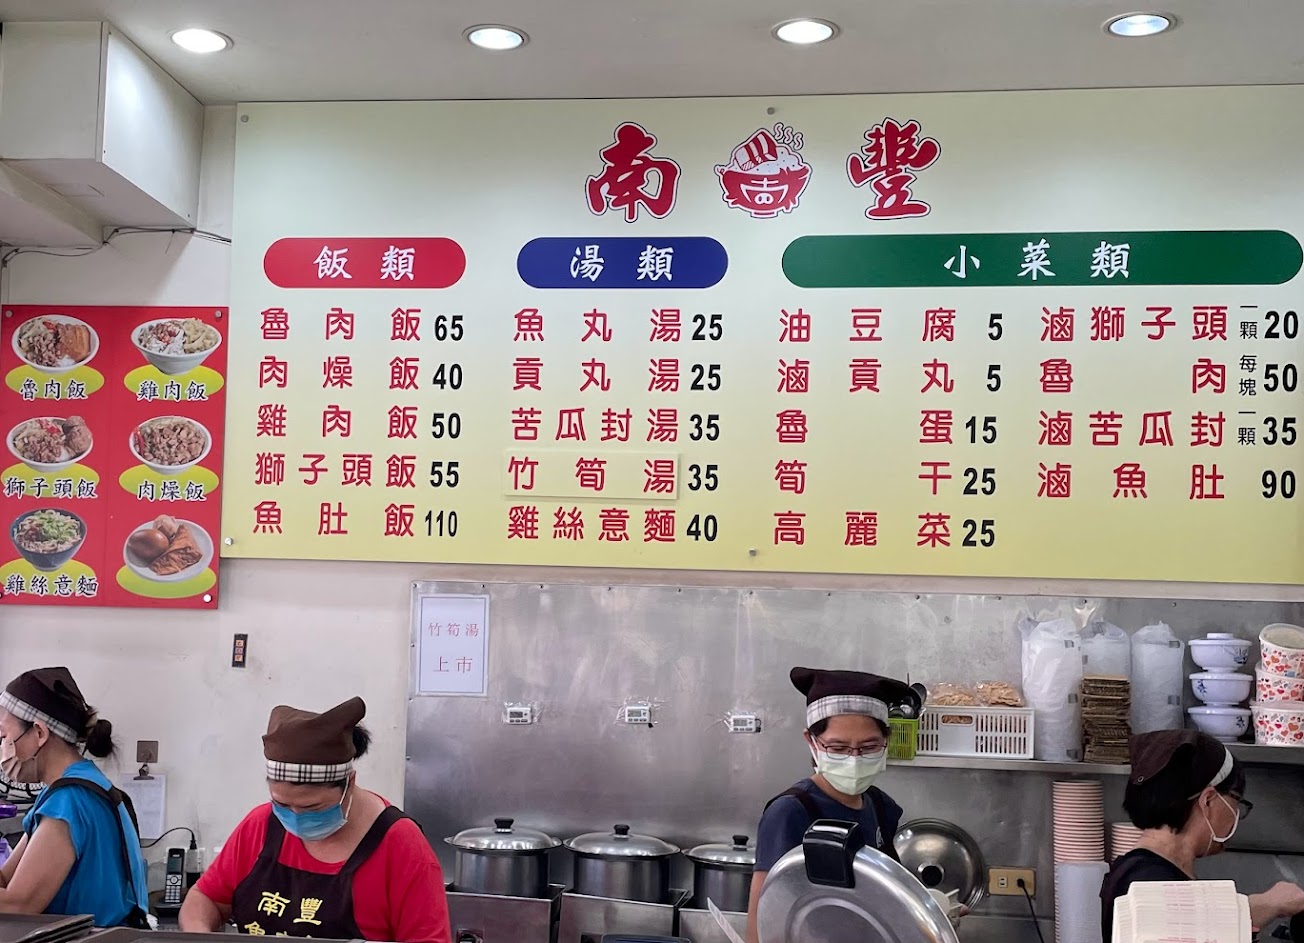 南 豐
飯類
魯肉飯 65
肉燥飯 40
雞肉飯 50
獅子頭飯 55
魚肚飯 110
湯類
魚丸湯 25
貢丸湯 25
苦瓜封湯 35
竹筍湯 35
雞絲意麵 40
小菜類
油豆腐 5
滷貢丸 5
魯蛋 15
筍干 25
高麗菜 25
滷獅子頭 一顆 20
魯肉 每塊 50
滷苦瓜封 一顆 35
滷魚肚 90
魯肉飯
雞肉飯
獅子頭飯
肉燥飯
雞絲意麵
竹筍湯
上市
南豐